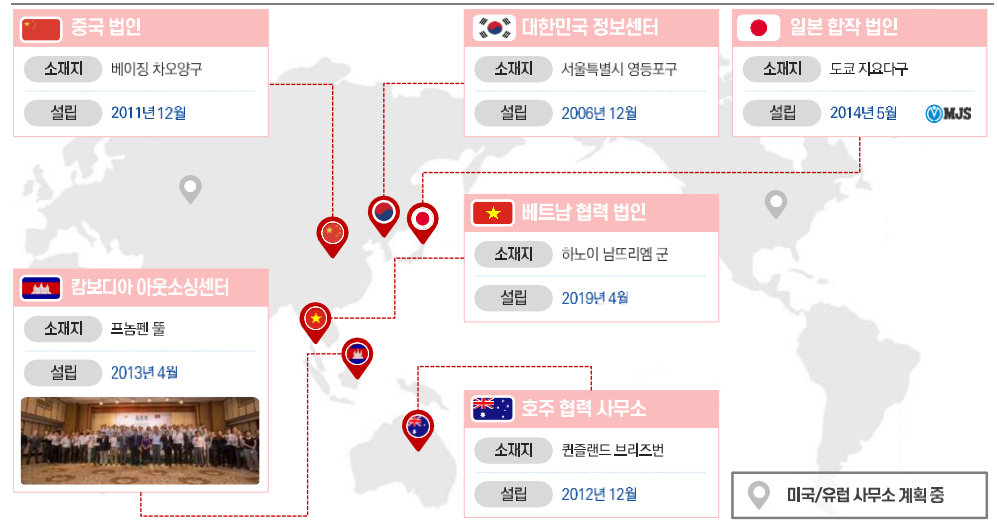 중국 법인
소재지 베이징 차오양구
설립 2011년 12월
대한민국 정보센터
소재지 서울특별시 영등포구
설립 2006년 12월
일본 합작 법인
소재지 도쿄 지요다구
설립 2014년 5월 MJS
베트남 협력 법인
소재지 하노이 남뜨리엠 군
설립 2019년 4월
캄보디아 아웃소싱센터
소재지 프놈펜 뚤
설립 2013년 4월
호주 협력 사무소
소재지 퀸즐랜드 브리즈번
설립 2012년 12월
미국/유럽 사무소 계획 중